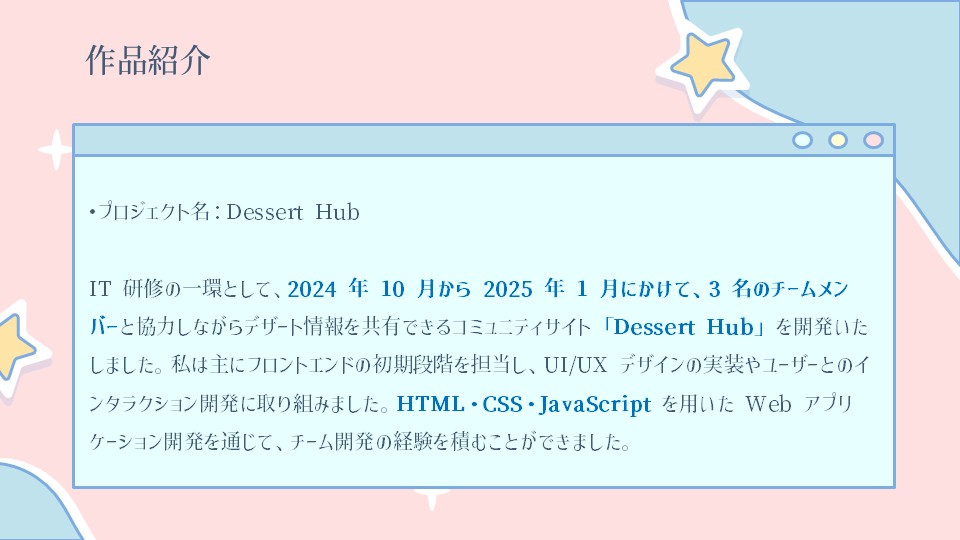 作品紹介
•プロジェクト名：Dessert Hub
IT 研修の一環として、2024 年 10 月から 2025 年 1 月にかけて、3 名のチームメン
バーと協力しながらデザート情報を共有できるコミュニティサイト「Dessert Hub」を開発いた
しました。私は主にフロントエンドの初期段階を担当し、UI/UX デザインの実装やユーザーとのイ
ンタラクション開発に取り組みました。HTML・CSS・JavaScript を用いた Web アプリ
ケーション開発を通じて、チーム開発の経験を積むことができました。